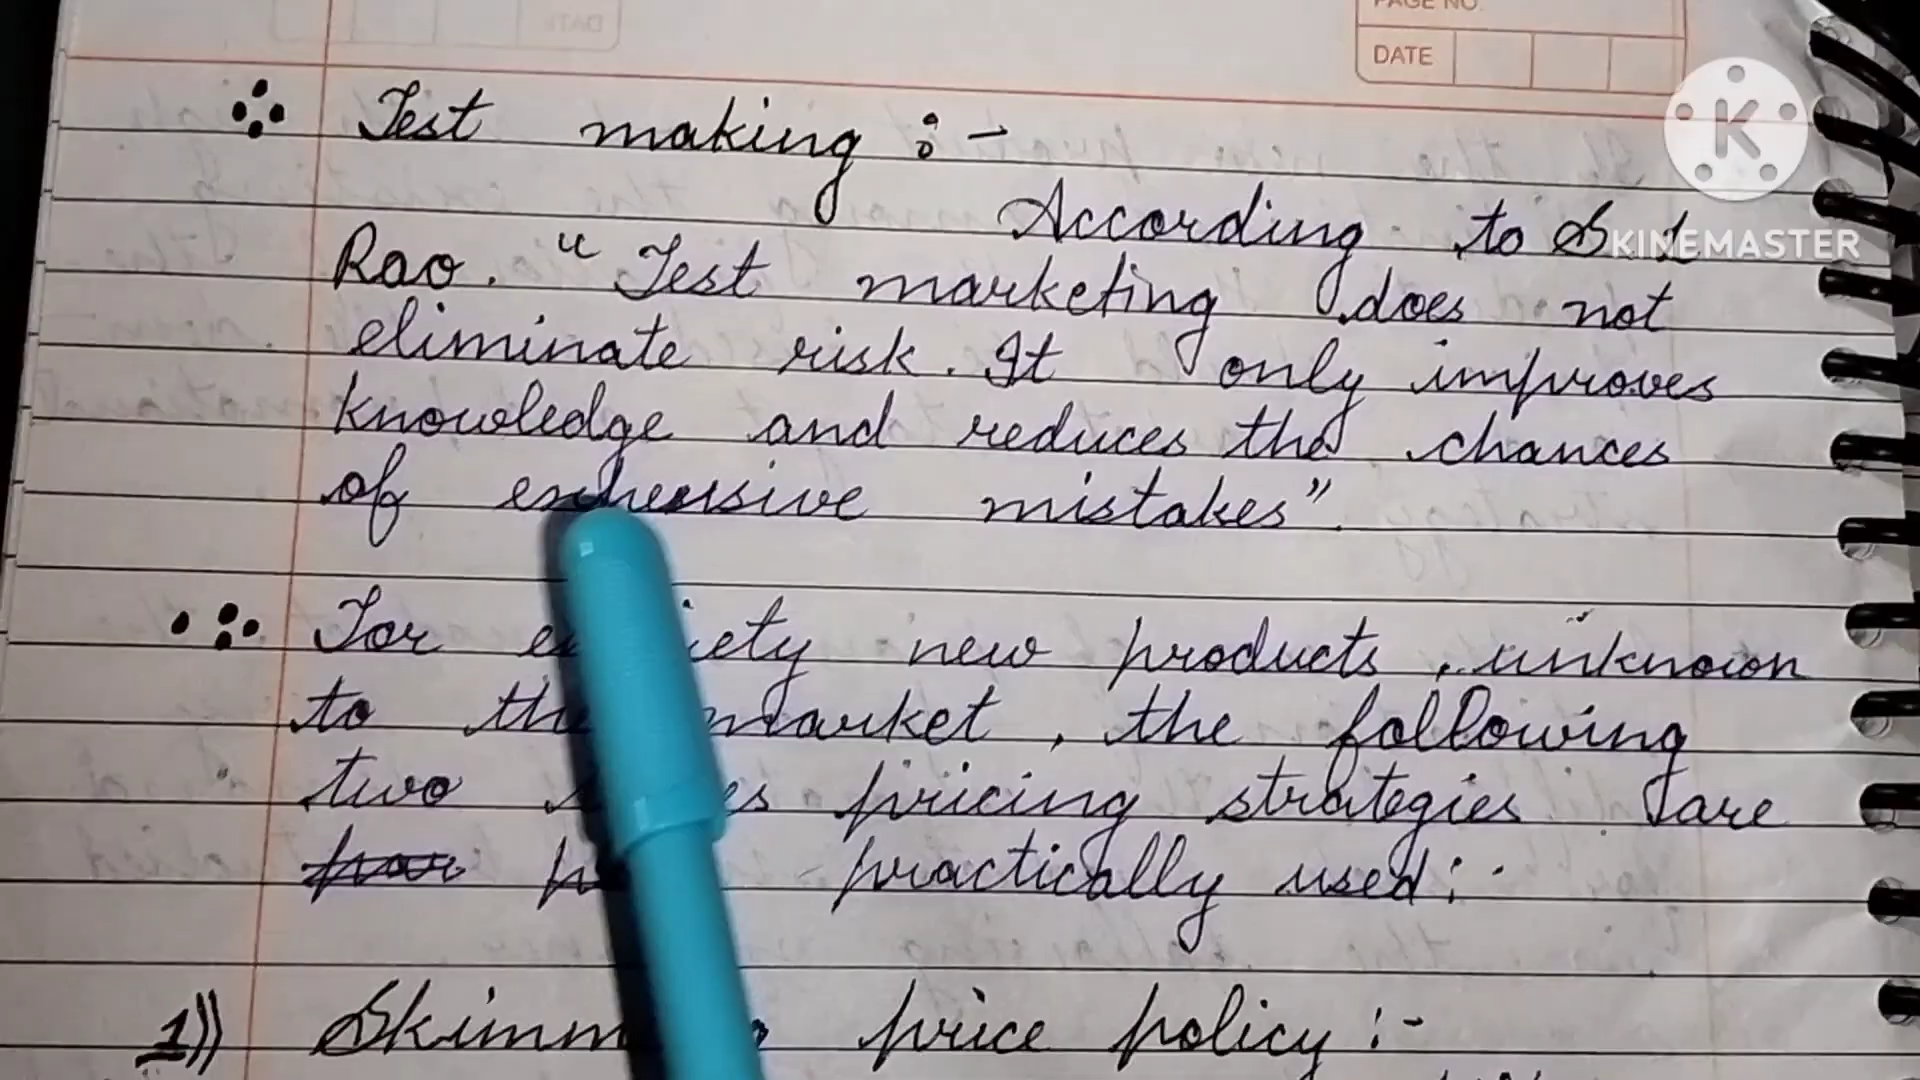 PAGE NO.
DATE
Test making :-
According to
KINEMASTER
Rao. "Test marketing does not
eliminate risk. It only improves
knowledge and reduces the chances
of exhensive mistakes".
For new products, unknown
to the market, the following
two pricing strategies are
practically used:-
1)) price policy :-